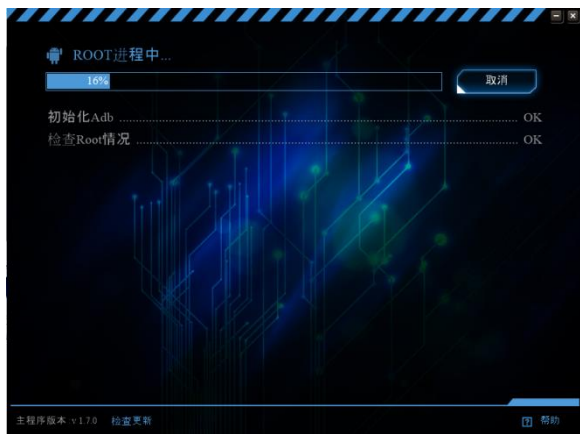 ROOT进程中...
16%
取消
初始化Adb ........................ OK
检查Root情况 ........................ OK
主程序版本 v1.7.0 检查更新
? 帮助